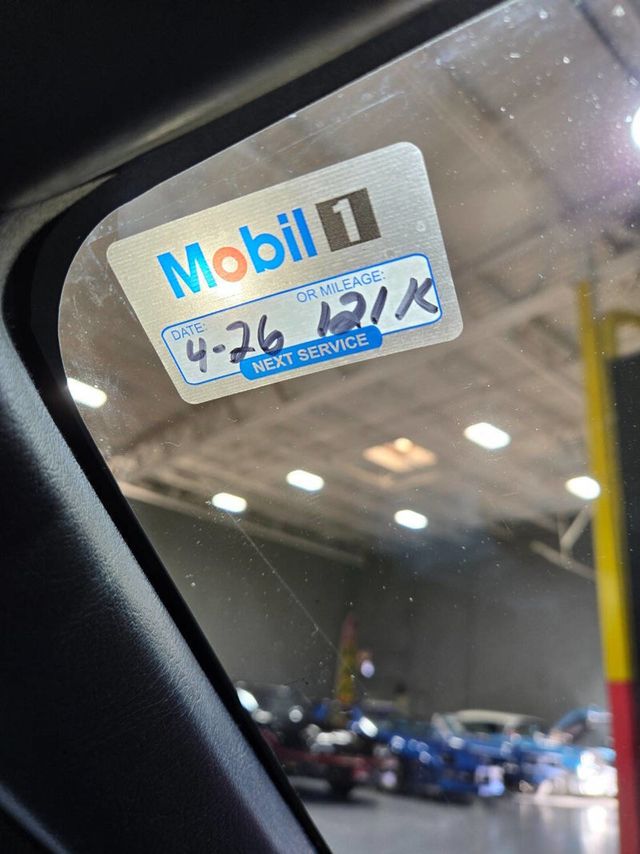 Mobil 1
DATE: OR MILEAGE:
4-26 121K
NEXT SERVICE